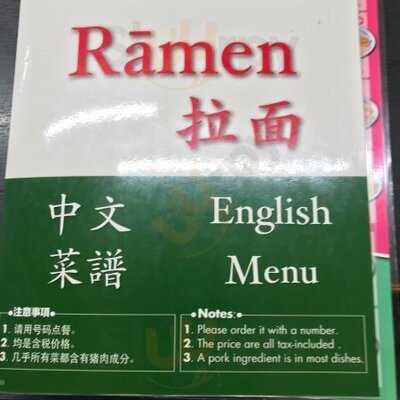 Rāmen
拉面
中文
菜譜
English
Menu
●注意事项●
1. 请用号码点餐。
2. 均是含税价格。
3. 几乎所有菜都含有猪肉成分。
●Notes:●
1. Please order it with a number.
2. The price are all tax-included .
3. A pork ingredient is in most dishes.